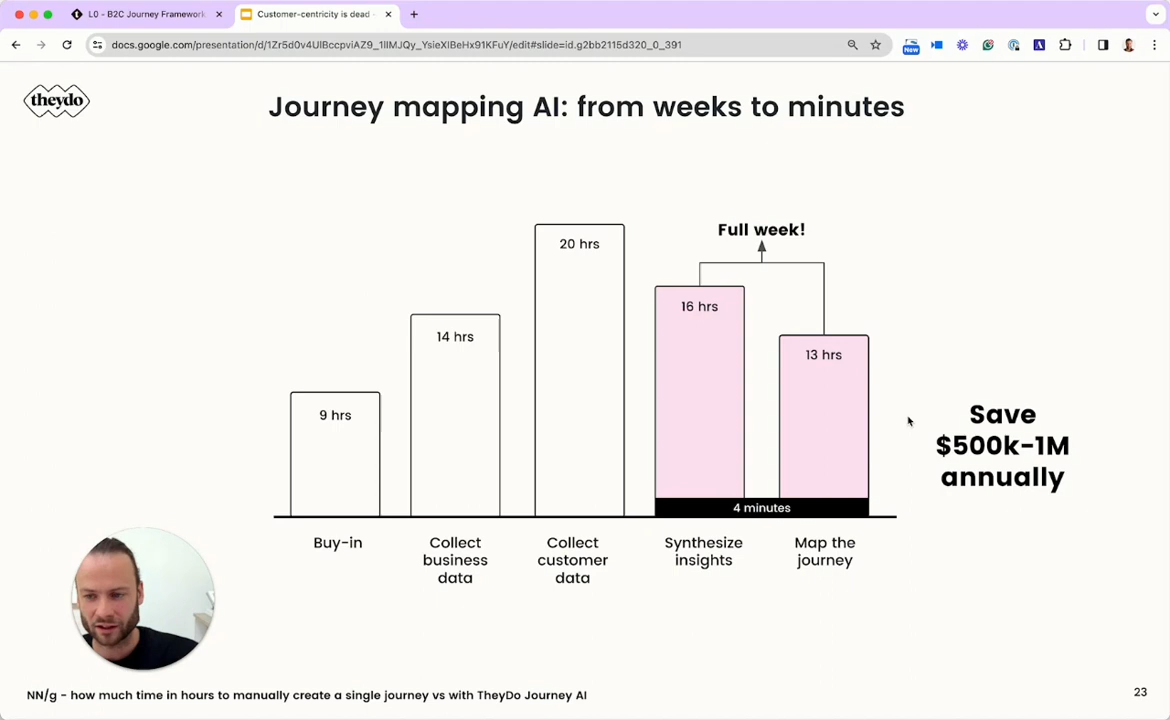 L0 - B2C Journey Framework
Customer-centricity is dead -
docs.google.com/presentation/d/1Zr5d0v4UlBccpviAZ9_1lIMJQy_YsieXIBeHx91KFuY/edit#slide=id.g2bb2115d320_0_391
New
theydo
Journey mapping AI: from weeks to minutes
Full week!
20 hrs
16 hrs
14 hrs
13 hrs
9 hrs
Save
$500k-1M
annually
4 minutes
Buy-in
Collect
business
data
Collect
customer
data
Synthesize
insights
Map the
journey
NN/g - how much time in hours to manually create a single journey vs with TheyDo Journey AI
23